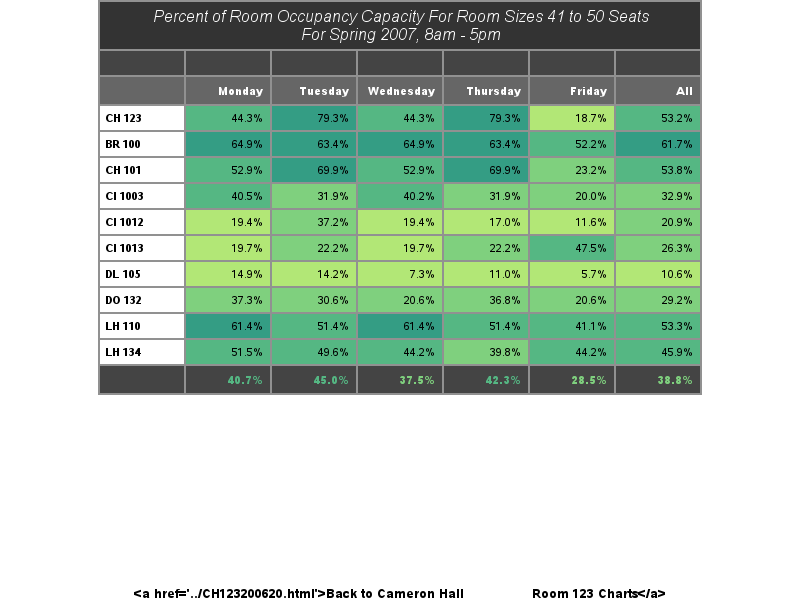 Percent of Room Occupancy Capacity For Room Sizes 41 to 50 Seats
For Spring 2007, 8am - 5pm
Monday Tuesday Wednesday Thursday Friday All
CH 123 44.3% 79.3% 44.3% 79.3% 18.7% 53.2%
BR 100 64.9% 63.4% 64.9% 63.4% 52.2% 61.7%
CH 101 52.9% 69.9% 52.9% 69.9% 23.2% 53.8%
CI 1003 40.5% 31.9% 40.2% 31.9% 20.0% 32.9%
CI 1012 19.4% 37.2% 19.4% 17.0% 11.6% 20.9%
CI 1013 19.7% 22.2% 19.7% 22.2% 47.5% 26.3%
DL 105 14.9% 14.2% 7.3% 11.0% 5.7% 10.6%
DO 132 37.3% 30.6% 20.6% 36.8% 20.6% 29.2%
LH 110 61.4% 51.4% 61.4% 51.4% 41.1% 53.3%
LH 134 51.5% 49.6% 44.2% 39.8% 44.2% 45.9%
40.7% 45.0% 37.5% 42.3% 28.5% 38.8%
<a href='../CH123200620.html'>Back to Cameron Hall Room 123 Charts</a>